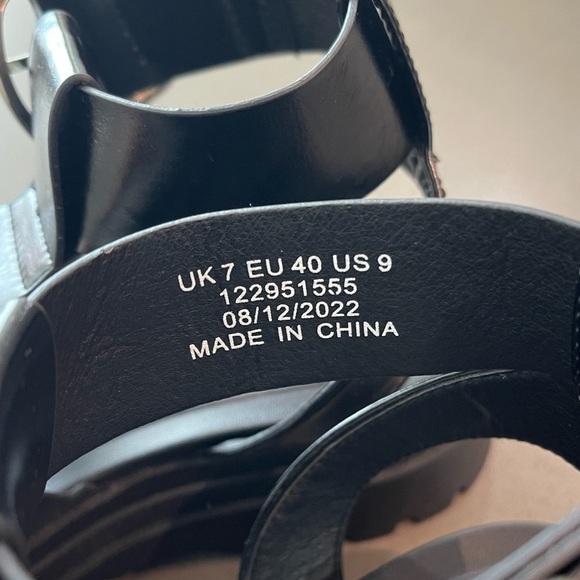 UK 7 EU 40 US 9
122951555
08/12/2022
MADE IN CHINA